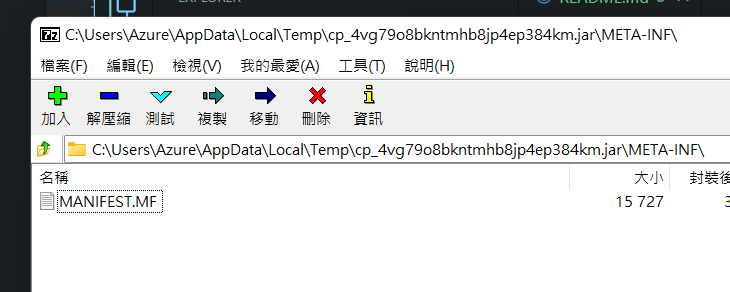 C:\Users\Azure\AppData\Local\Temp\cp_4vg79o8bkntmhb8jp4ep384km.jar\META-INF\
檔案(F) 編輯(E) 檢視(V) 我的最愛(A) 工具(T) 說明(H)
加入 解壓縮 測試 複製 移動 刪除 資訊
C:\Users\Azure\AppData\Local\Temp\cp_4vg79o8bkntmhb8jp4ep384km.jar\META-INF\
名稱 大小 封裝後
MANIFEST.MF 15 727